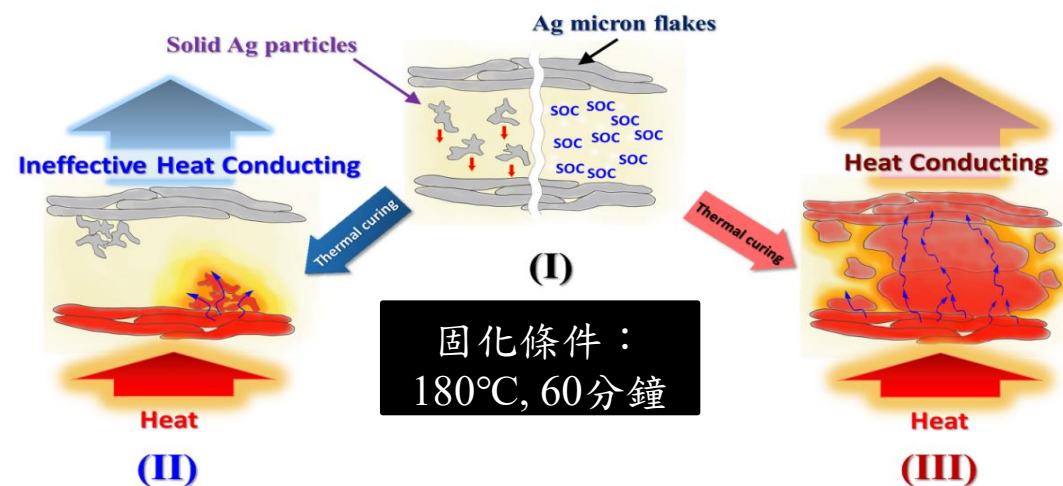 Ag micron flakes
Solid Ag particles
SOC
SOC
SOC
SOC
SOC
SOC
SOC
SOC
SOC
SOC
Ineffective Heat Conducting
Heat Conducting
Thermal curing
Thermal curing
(I)
固化條件：
180°C, 60分鐘
Heat
Heat
(II)
(III)